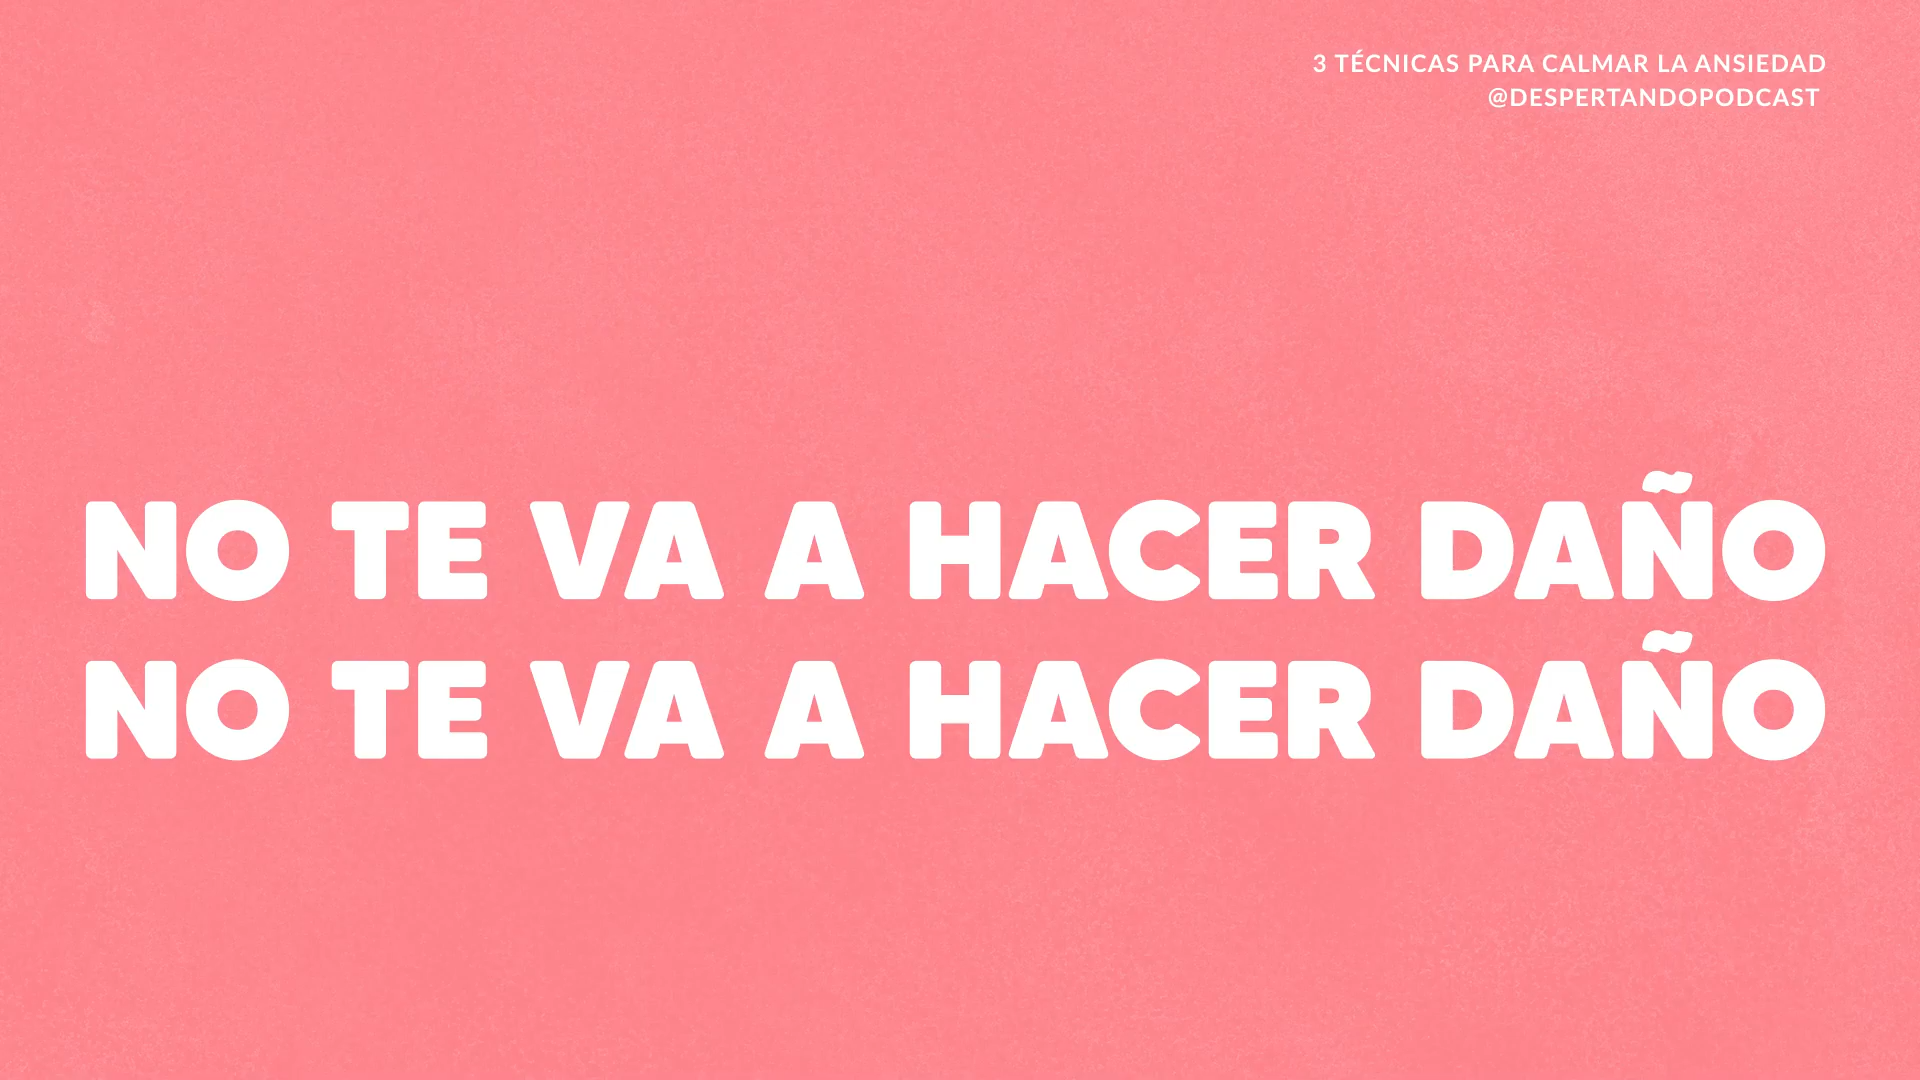 3 TÉCNICAS PARA CALMAR LA ANSIEDAD
@DESPERTANDOPODCAST
NO TE VA A HACER DAÑO
NO TE VA A HACER DAÑO